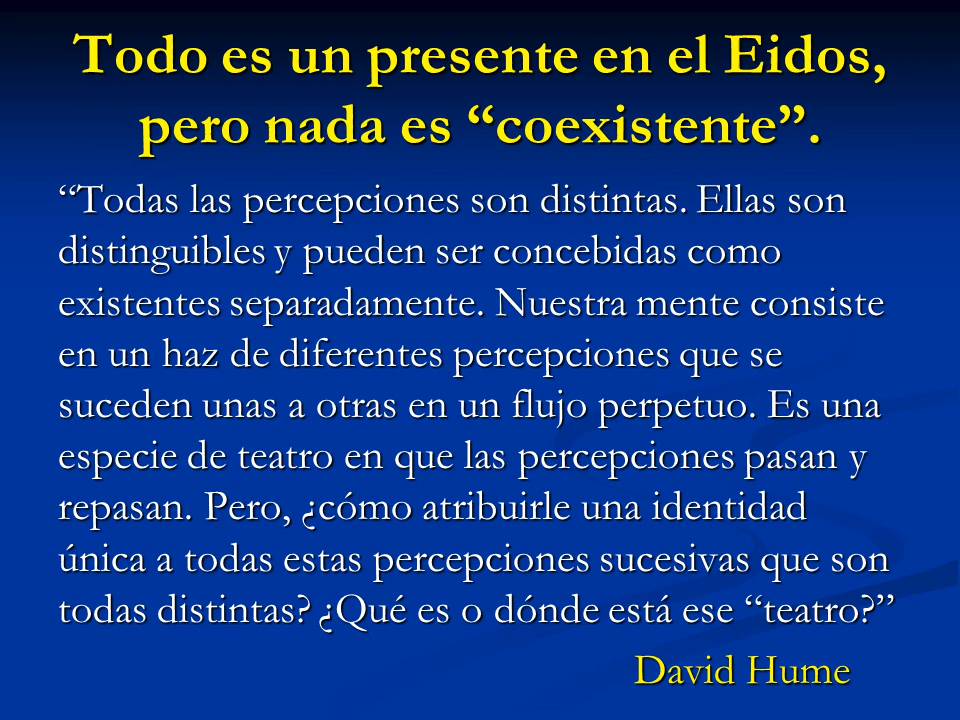 Todo es un presente en el Eidos,
pero nada es “coexistente”.
“Todas las percepciones son distintas. Ellas son
distinguibles y pueden ser concebidas como
existentes separadamente. Nuestra mente consiste
en un haz de diferentes percepciones que se
suceden unas a otras en un flujo perpetuo. Es una
especie de teatro en que las percepciones pasan y
repasan. Pero, ¿cómo atribuirle una identidad
única a todas estas percepciones sucesivas que son
todas distintas? ¿Qué es o dónde está ese “teatro?”
David Hume